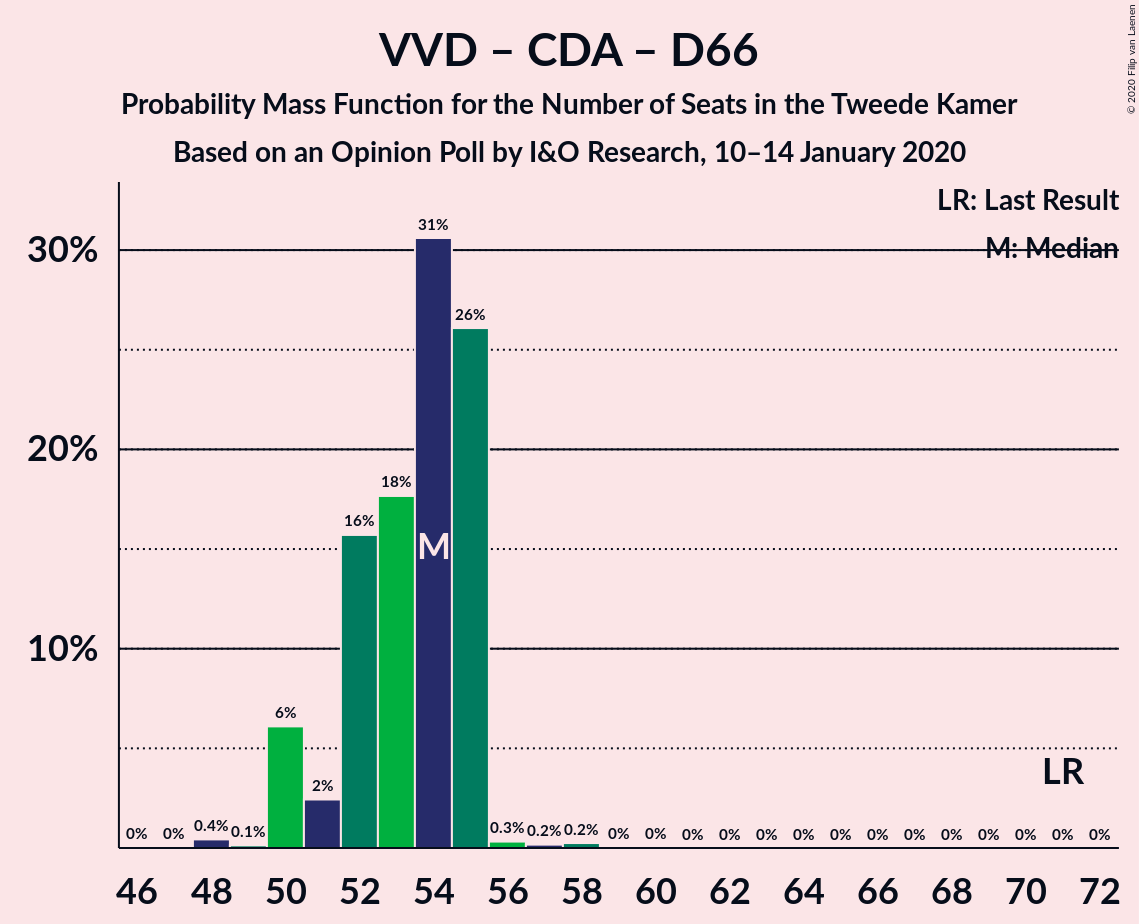 VVD – CDA – D66
Probability Mass Function for the Number of Seats in the Tweede Kamer
Based on an Opinion Poll by I&O Research, 10–14 January 2020
© 2020 Filip van Laenen
LR: Last Result
M: Median
30%
20%
10%
0% 0% 0.4% 0.1% 6% 2% 16% 18% 31% 26% 0.3% 0.2% 0.2% 0% 0% 0% 0% 0% 0% 0% 0% 0% 0% 0% 0% 0% 0%
M
LR
46 48 50 52 54 56 58 60 62 64 66 68 70 72